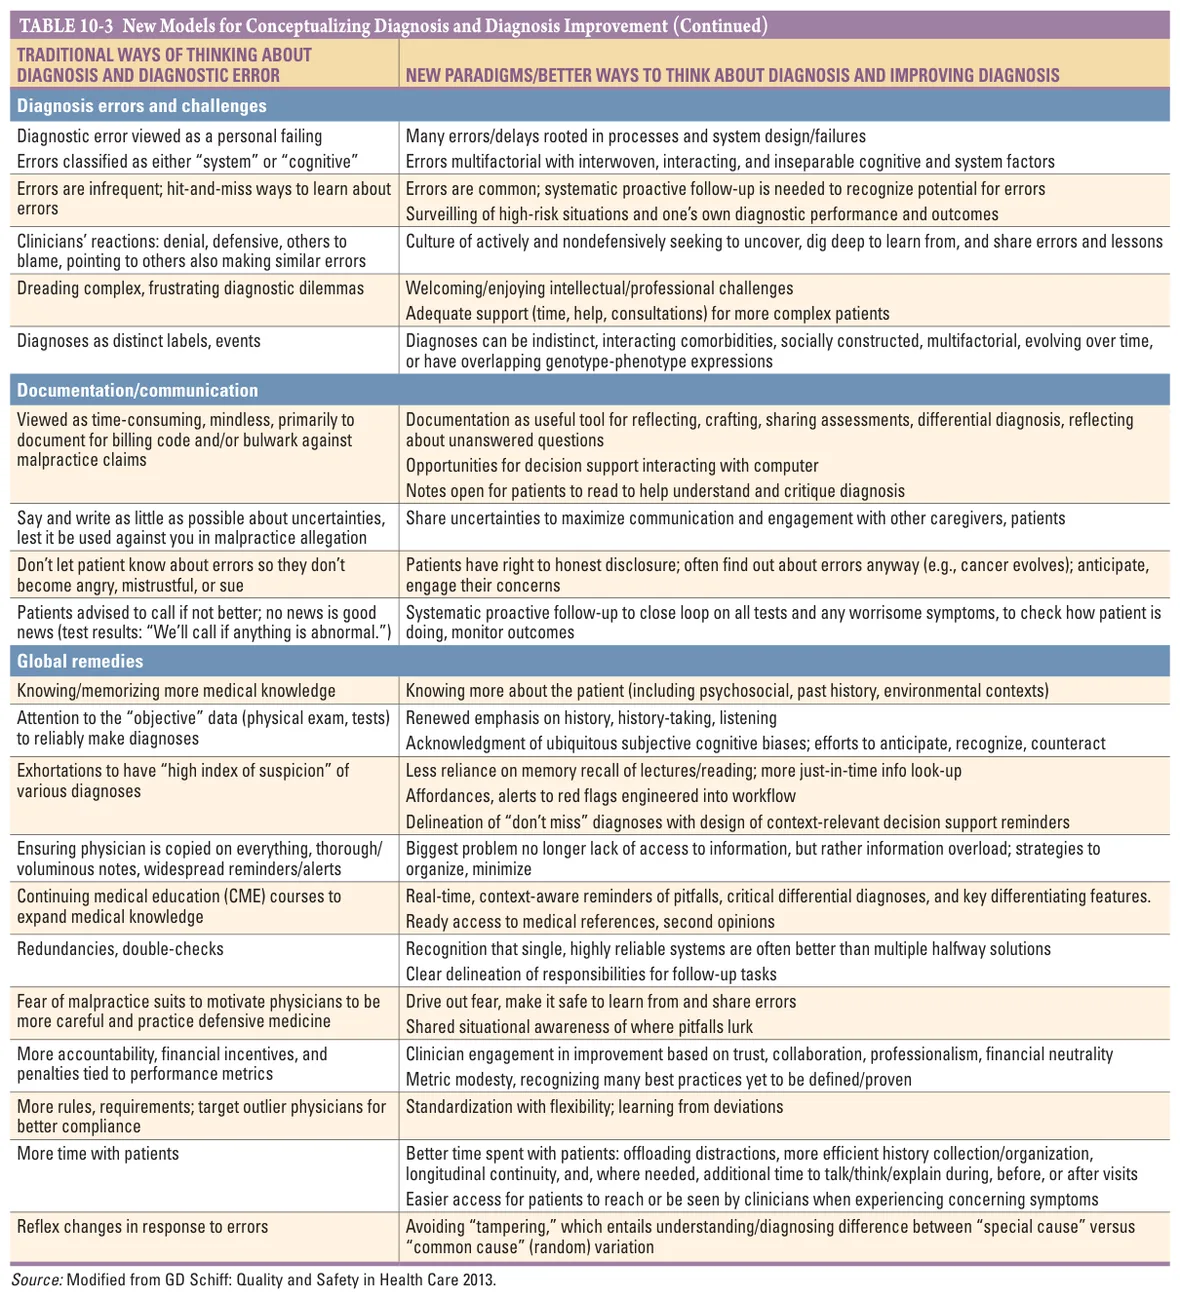 TABLE 10-3 New Models for Conceptualizing Diagnosis and Diagnosis Improvement (Continued)
TRADITIONAL WAYS OF THINKING ABOUT
DIAGNOSIS AND DIAGNOSTIC ERROR
NEW PARADIGMS/BETTER WAYS TO THINK ABOUT DIAGNOSIS AND IMPROVING DIAGNOSIS
Diagnosis errors and challenges
Diagnostic error viewed as a personal failing
Many errors/delays rooted in processes and system design/failures
Errors classified as either “system” or “cognitive”
Errors multifactorial with interwoven, interacting, and inseparable cognitive and system factors
Errors are infrequent; hit-and-miss ways to learn about
errors
Errors are common; systematic proactive follow-up is needed to recognize potential for errors
Surveilling of high-risk situations and one’s own diagnostic performance and outcomes
Clinicians’ reactions: denial, defensive, others to
blame, pointing to others also making similar errors
Culture of actively and nondefensively seeking to uncover, dig deep to learn from, and share errors and lessons
Dreading complex, frustrating diagnostic dilemmas
Welcoming/enjoying intellectual/professional challenges
Adequate support (time, help, consultations) for more complex patients
Diagnoses as distinct labels, events
Diagnoses can be indistinct, interacting comorbidities, socially constructed, multifactorial, evolving over time,
or have overlapping genotype-phenotype expressions
Documentation/communication
Viewed as time-consuming, mindless, primarily to
document for billing code and/or bulwark against
malpractice claims
Documentation as useful tool for reflecting, crafting, sharing assessments, differential diagnosis, reflecting
about unanswered questions
Opportunities for decision support interacting with computer
Notes open for patients to read to help understand and critique diagnosis
Say and write as little as possible about uncertainties,
lest it be used against you in malpractice allegation
Share uncertainties to maximize communication and engagement with other caregivers, patients
Don’t let patient know about errors so they don’t
become angry, mistrustful, or sue
Patients have right to honest disclosure; often find out about errors anyway (e.g., cancer evolves); anticipate,
engage their concerns
Patients advised to call if not better; no news is good
news (test results: “We’ll call if anything is abnormal.”)
Systematic proactive follow-up to close loop on all tests and any worrisome symptoms, to check how patient is
doing, monitor outcomes
Global remedies
Knowing/memorizing more medical knowledge
Knowing more about the patient (including psychosocial, past history, environmental contexts)
Attention to the “objective” data (physical exam, tests)
to reliably make diagnoses
Renewed emphasis on history, history-taking, listening
Acknowledgment of ubiquitous subjective cognitive biases; efforts to anticipate, recognize, counteract
Exhortations to have “high index of suspicion” of
various diagnoses
Less reliance on memory recall of lectures/reading; more just-in-time info look-up
Affordances, alerts to red flags engineered into workflow
Delineation of “don’t miss” diagnoses with design of context-relevant decision support reminders
Ensuring physician is copied on everything, thorough/
voluminous notes, widespread reminders/alerts
Biggest problem no longer lack of access to information, but rather information overload; strategies to
organize, minimize
Continuing medical education (CME) courses to
expand medical knowledge
Real-time, context-aware reminders of pitfalls, critical differential diagnoses, and key differentiating features.
Ready access to medical references, second opinions
Redundancies, double-checks
Recognition that single, highly reliable systems are often better than multiple halfway solutions
Clear delineation of responsibilities for follow-up tasks
Fear of malpractice suits to motivate physicians to be
more careful and practice defensive medicine
Drive out fear, make it safe to learn from and share errors
Shared situational awareness of where pitfalls lurk
More accountability, financial incentives, and
penalties tied to performance metrics
Clinician engagement in improvement based on trust, collaboration, professionalism, financial neutrality
Metric modesty, recognizing many best practices yet to be defined/proven
More rules, requirements; target outlier physicians for
better compliance
Standardization with flexibility; learning from deviations
More time with patients
Better time spent with patients: offloading distractions, more efficient history collection/organization,
longitudinal continuity, and, where needed, additional time to talk/think/explain during, before, or after visits
Easier access for patients to reach or be seen by clinicians when experiencing concerning symptoms
Reflex changes in response to errors
Avoiding “tampering,” which entails understanding/diagnosing difference between “special cause” versus
“common cause” (random) variation
Source: Modified from GD Schiff: Quality and Safety in Health Care 2013.